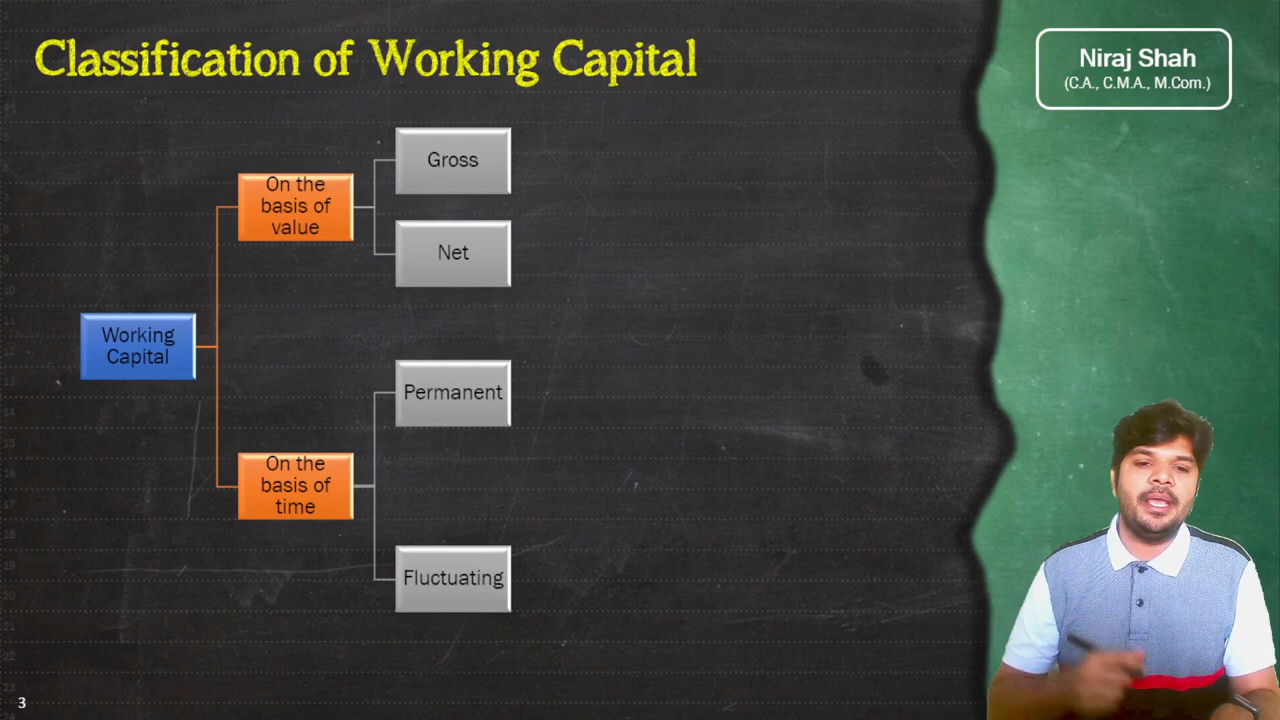 Classification of Working Capital
Niraj Shah
(C.A., C.M.A., M.Com.)
Gross
On the
basis of
value
Net
Working
Capital
Permanent
On the
basis of
time
Fluctuating
3